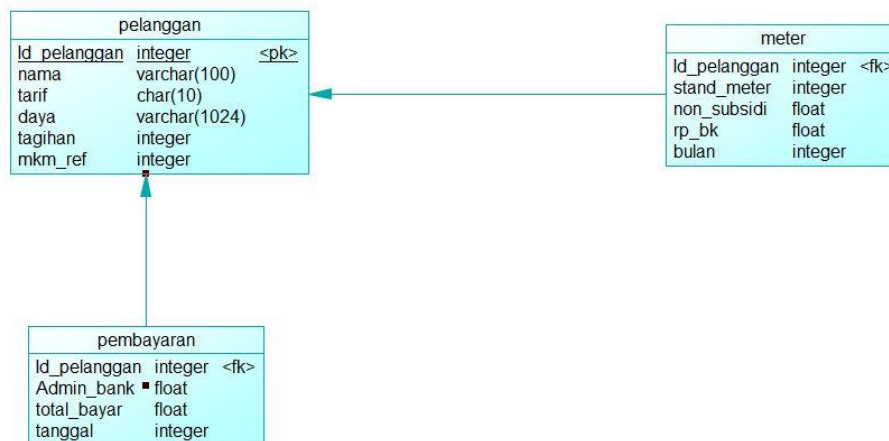 pelanggan
Id_pelanggan integer <pk>
nama varchar(100)
tarif char(10)
daya varchar(1024)
tagihan integer
mkm_ref integer
meter
Id_pelanggan integer <fk>
stand_meter integer
non_subsidi float
rp_bk float
bulan integer
pembayaran
Id_pelanggan integer <fk>
Admin_bank float
total_bayar float
tanggal integer